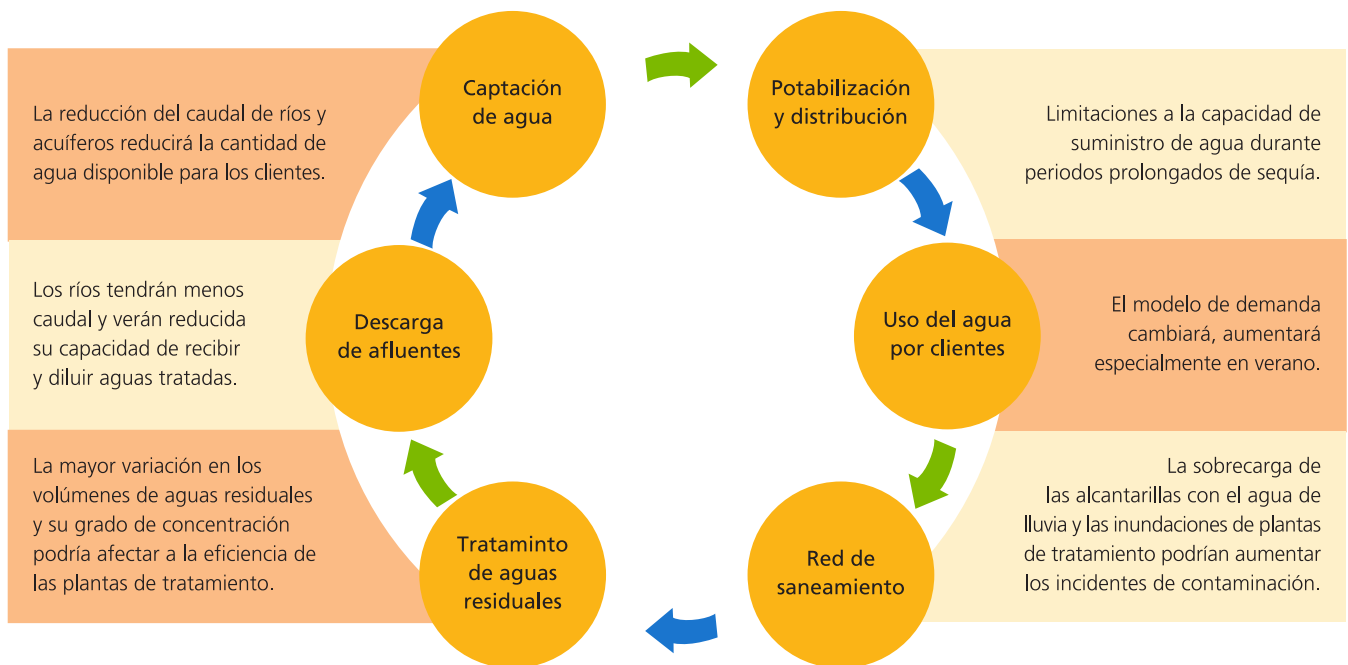 Captación
de agua
La reducción del caudal de ríos y
acuíferos reducirá la cantidad de
agua disponible para los clientes.
Potabilización
y distribución
Limitaciones a la capacidad de
suministro de agua durante
periodos prolongados de sequía.
Uso del agua
por clientes
El modelo de demanda
cambiará, aumentará
especialmente en verano.
Red de
saneamiento
La sobrecarga de
las alcantarillas con el agua de
lluvia y las inundaciones de plantas
de tratamiento podrían aumentar
los incidentes de contaminación.
Trataminto
de aguas
residuales
La mayor variación en los
volúmenes de aguas residuales
y su grado de concentración
podría afectar a la eficiencia de
las plantas de tratamiento.
Descarga
de afluentes
Los ríos tendrán menos
caudal y verán reducida
su capacidad de recibir
y diluir aguas tratadas.